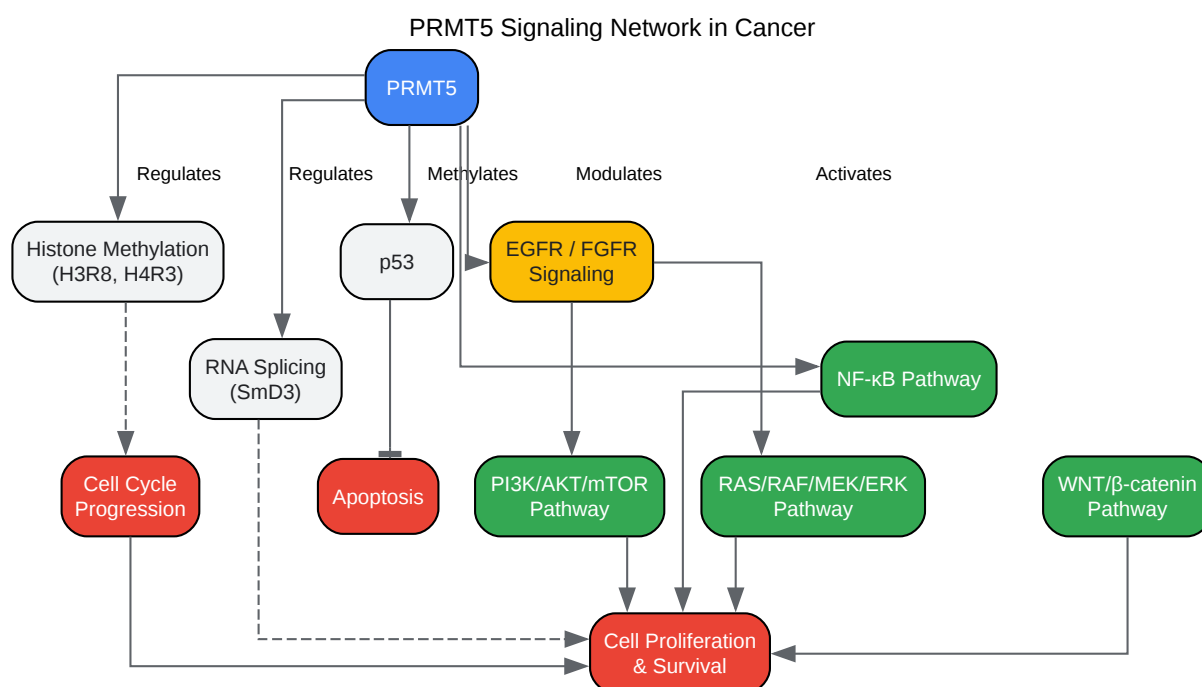 PRMT5 Signaling Network in Cancer
PRMT5
Regulates
Regulates
Methylates
Modulates
Activates
Histone Methylation
(H3R8, H4R3)
p53
EGFR / FGFR
Signaling
RNA Splicing
(SmD3)
NF-κB Pathway
Cell Cycle
Progression
Apoptosis
PI3K/AKT/mTOR
Pathway
RAS/RAF/MEK/ERK
Pathway
WNT/β-catenin
Pathway
Cell Proliferation
& Survival